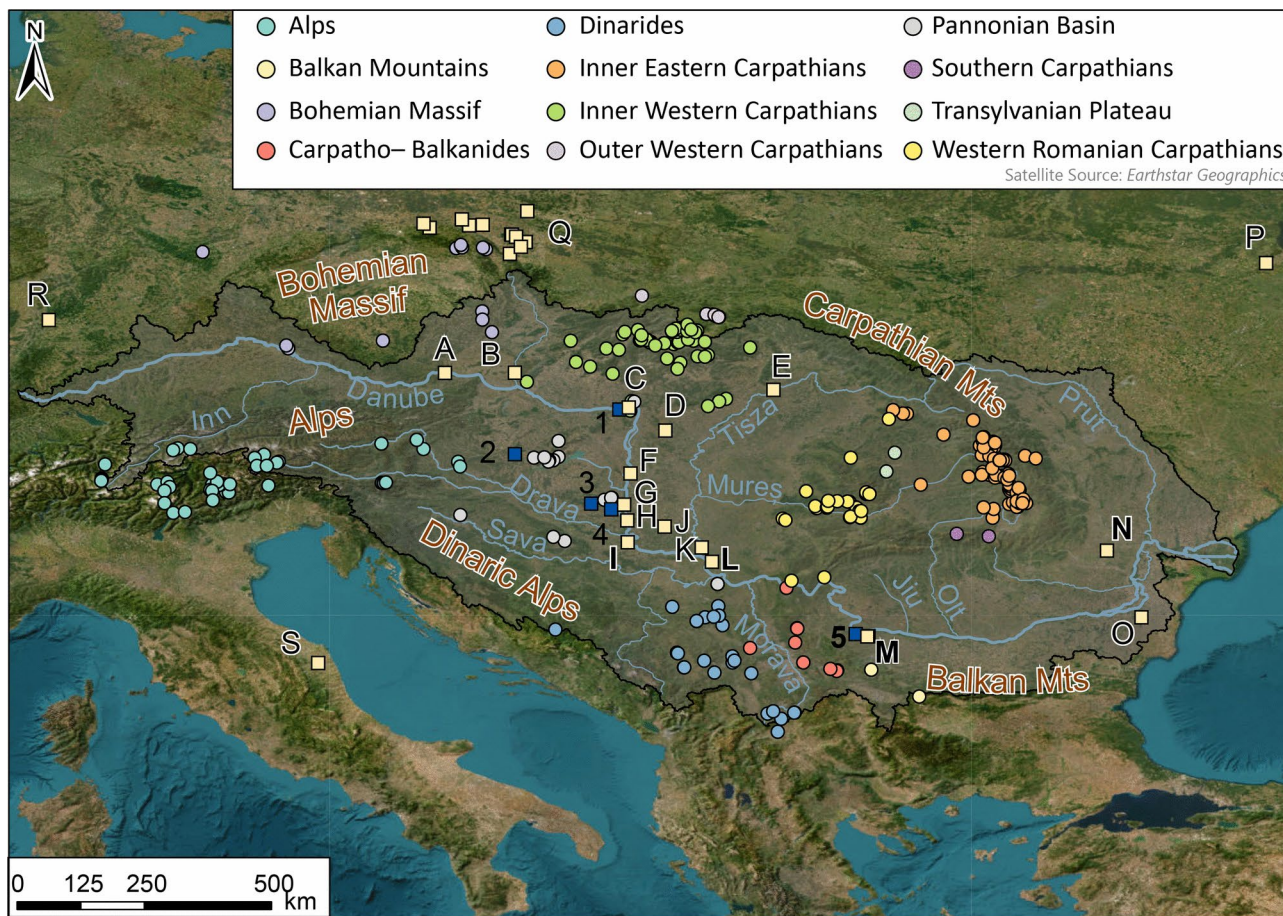 N
Alps
Dinarides
Pannonian Basin
Balkan Mountains
Inner Eastern Carpathians
Southern Carpathians
Bohemian Massif
Inner Western Carpathians
Transylvanian Plateau
Carpatho– Balkanides
Outer Western Carpathians
Western Romanian Carpathians
Satellite Source: Earthstar Geographics
Q
P
Bohemian
Massif
R
Carpathian Mts
A
B
C
D
E
Prut
Inn
Danube
Alps
1
Tisza
2
F
Mures
3
G
Drava
H
J
4
Sava
I
K
L
N
Dinaric Alps
Jiu
Olt
Morava
5
M
O
S
Balkan Mts
0
125
250
500
km